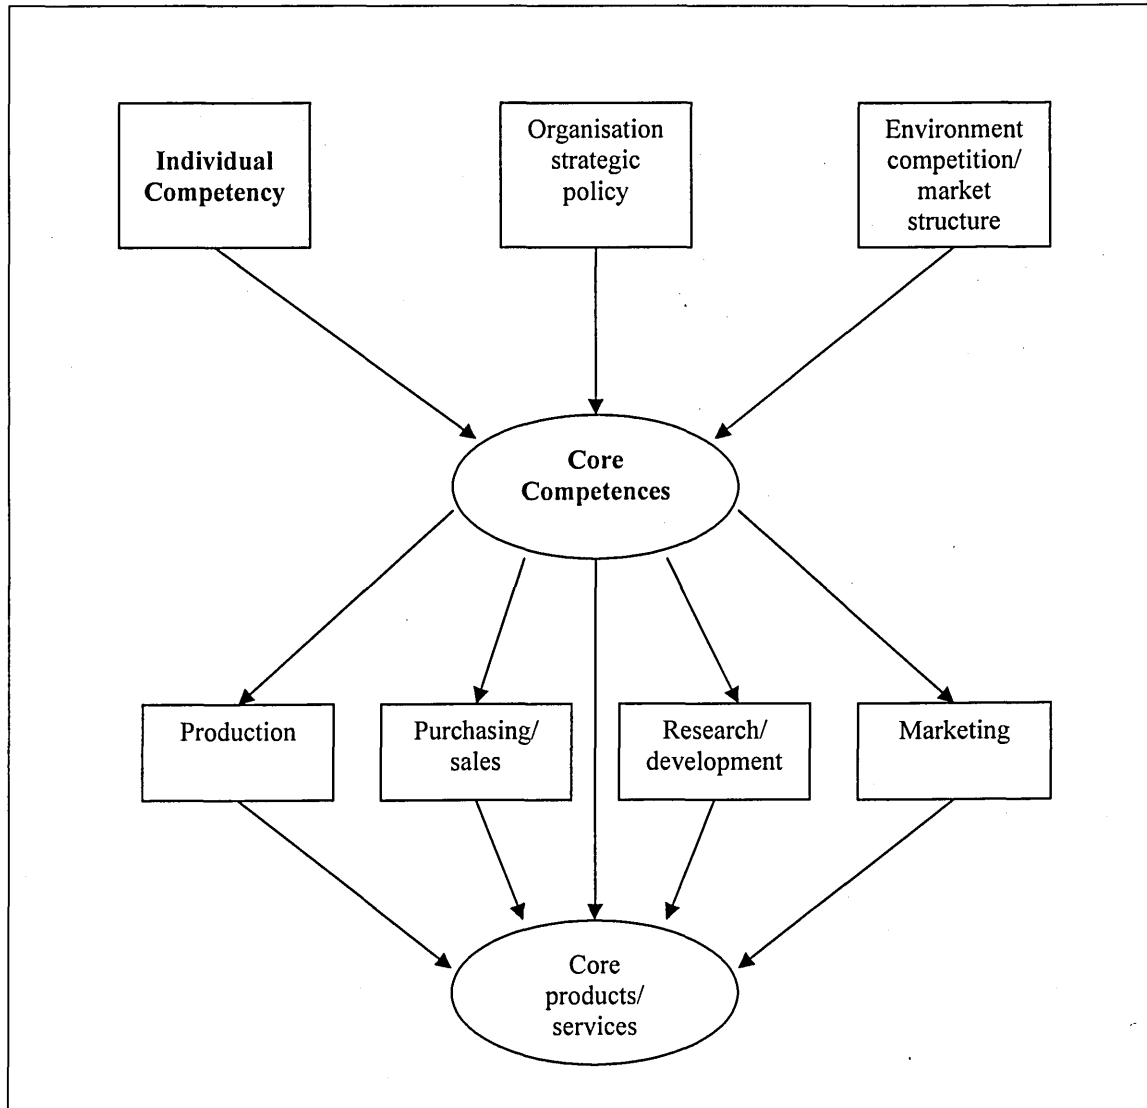 Individual
Competency
Organisation
strategic
policy
Environment
competition/
market
structure
Core
Competences
Production
Purchasing/
sales
Research/
development
Marketing
Core
products/
services